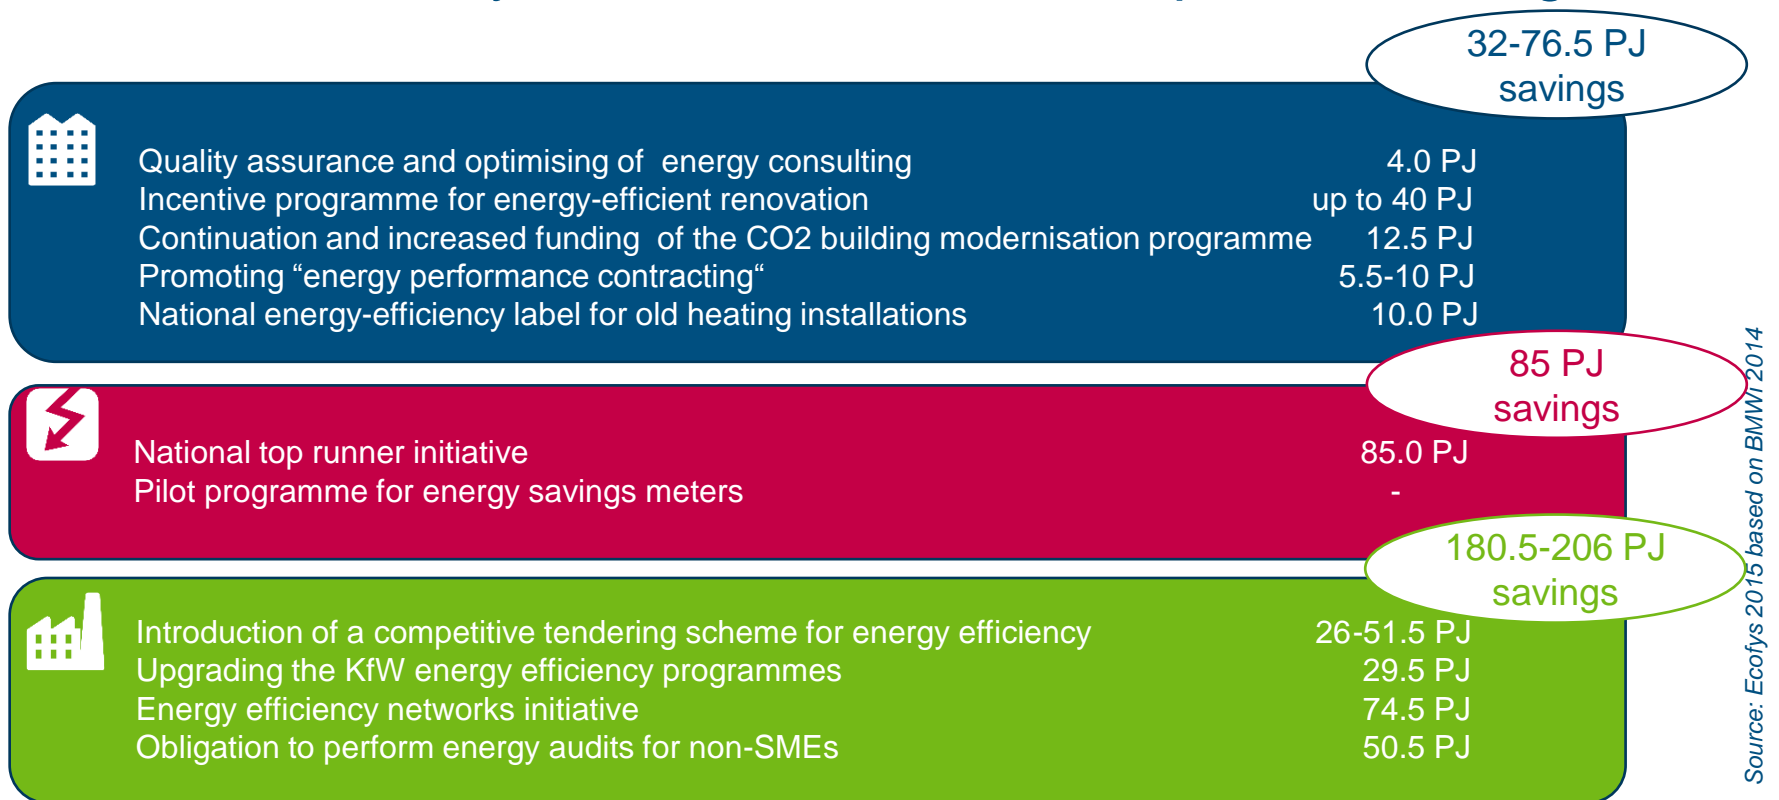 32-76.5 PJ
savings
Quality assurance and optimising of energy consulting 4.0 PJ
Incentive programme for energy-efficient renovation up to 40 PJ
Continuation and increased funding of the CO2 building modernisation programme 12.5 PJ
Promoting “energy performance contracting“ 5.5-10 PJ
National energy-efficiency label for old heating installations 10.0 PJ
85 PJ
savings
National top runner initiative 85.0 PJ
Pilot programme for energy savings meters -
180.5-206 PJ
savings
Introduction of a competitive tendering scheme for energy efficiency 26-51.5 PJ
Upgrading the KfW energy efficiency programmes 29.5 PJ
Energy efficiency networks initiative 74.5 PJ
Obligation to perform energy audits for non-SMEs 50.5 PJ
Source: Ecofys 2015 based on BMWi 2014